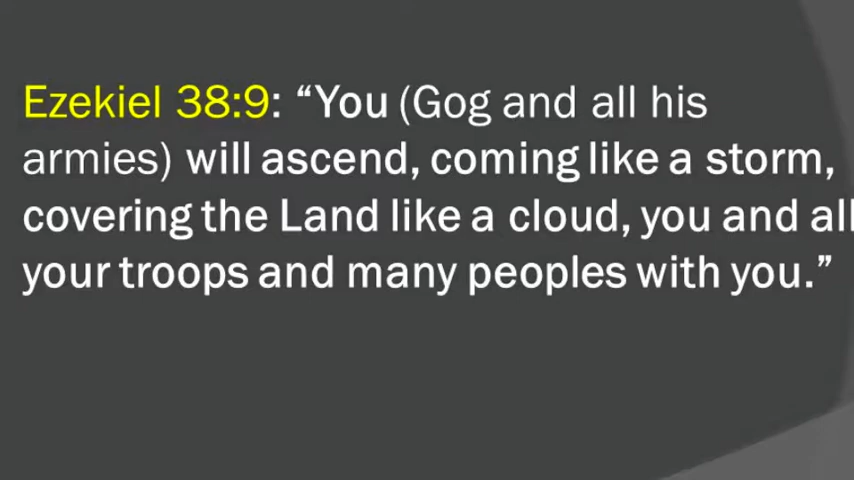 Ezekiel 38:9: “You (Gog and all his
armies) will ascend, coming like a storm,
covering the Land like a cloud, you and all
your troops and many peoples with you.”